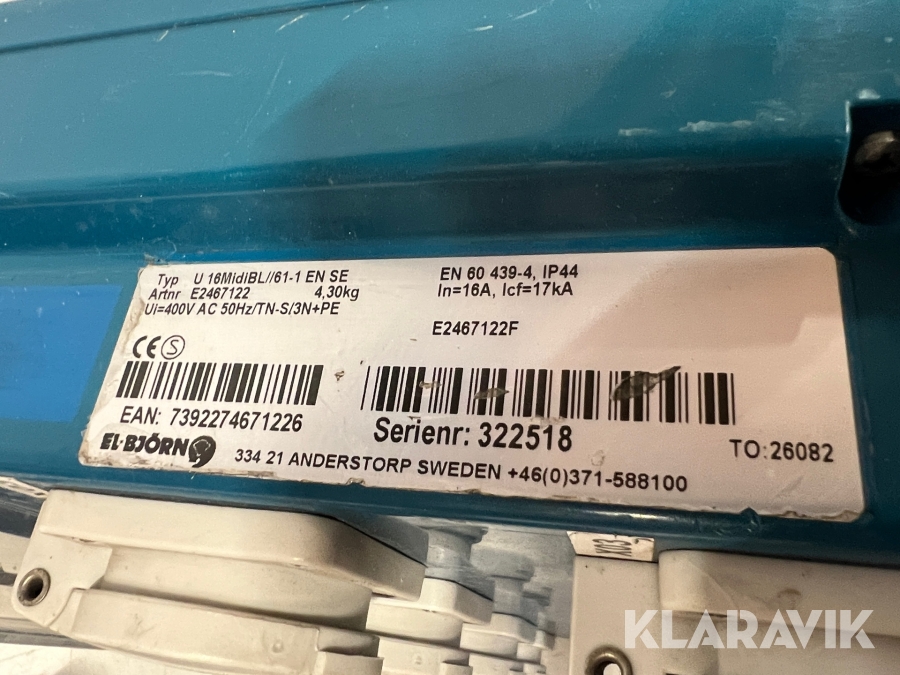 Typ U 16MidiBL//61-1 EN SE
Artnr E2467122 4,30kg
Ui=400V AC 50Hz/TN-S/3N+PE
EN 60 439-4, IP44
In=16A, Icf=17kA
E2467122F
CE S
EAN: 7392274671226
Serienr: 322518
TO:26082
EL-BJÖRN
334 21 ANDERSTORP SWEDEN +46(0)371-588100
KLARAVIK